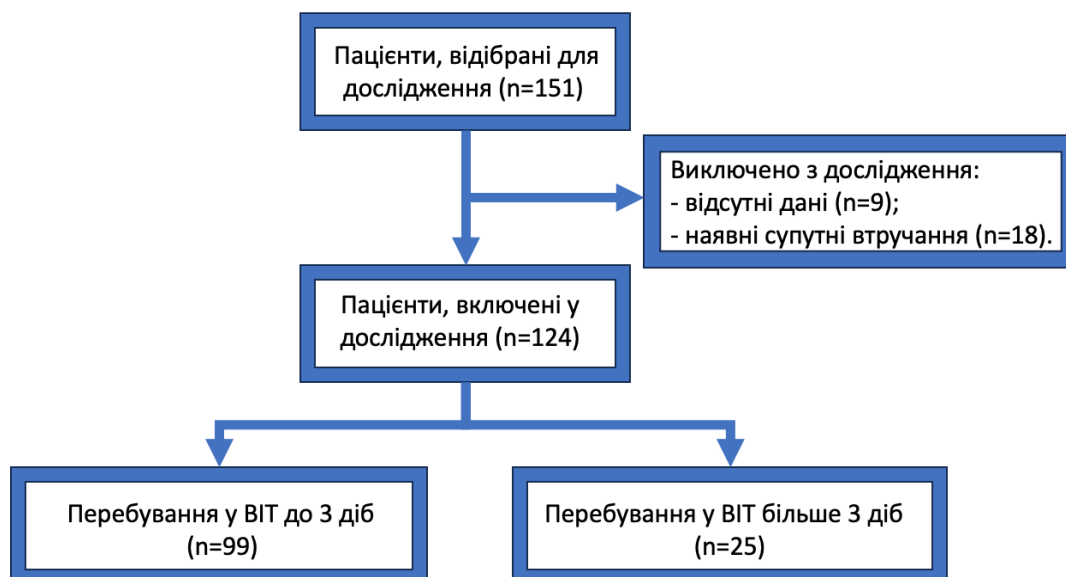 Пацієнти, відібрані для
дослідження (n=151)
Виключено з дослідження:
- відсутні дані (n=9);
- наявні супутні втручання (n=18).
Пацієнти, включені у
дослідження (n=124)
Перебування у ВІТ до 3 діб
(n=99)
Перебування у ВІТ більше 3 діб
(n=25)